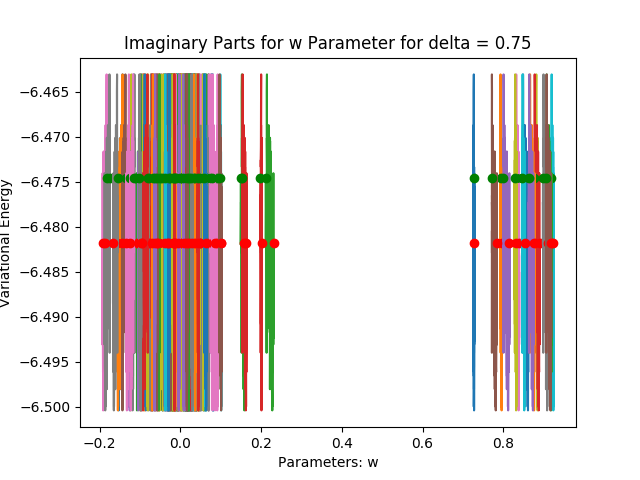 Imaginary Parts for w Parameter for delta = 0.75
Variational Energy
−6.465
−6.470
−6.475
−6.480
−6.485
−6.490
−6.495
−6.500
−0.2 0.0 0.2 0.4 0.6 0.8
Parameters: w